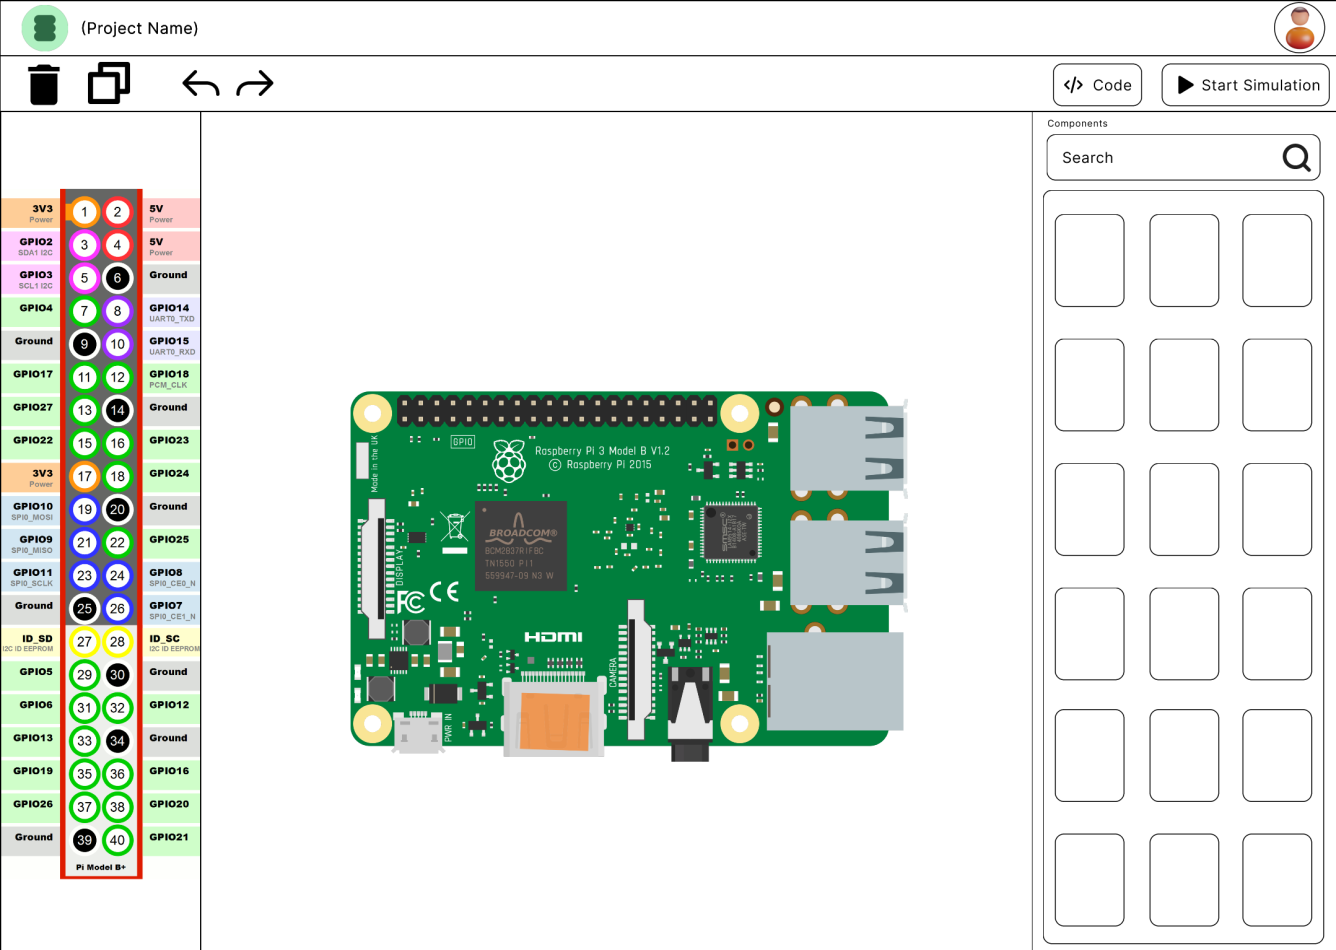 (Project Name)
Code
Start Simulation
Components
Search
3V3
Power
1
2
5V
Power
GPIO2
SDA1 I2C
3
4
5V
Power
GPIO3
SCL1 I2C
5
6
Ground
GPIO4
7
8
GPIO14
UART0_TXD
Ground
9
10
GPIO15
UART0_RXD
GPIO17
11
12
GPIO18
PCM_CLK
GPIO27
13
14
Ground
GPIO22
15
16
GPIO23
3V3
Power
17
18
GPIO24
GPIO10
SPI0_MOSI
19
20
Ground
GPIO9
SPI0_MISO
21
22
GPIO25
GPIO11
SPI0_SCLK
23
24
GPIO8
SPI0_CE0_N
Ground
25
26
GPIO7
SPI0_CE1_N
ID_SD
I2C ID EEPROM
27
28
ID_SC
I2C ID EEPROM
GPIO5
29
30
Ground
GPIO6
31
32
GPIO12
GPIO13
33
34
Ground
GPIO19
35
36
GPIO16
GPIO26
37
38
GPIO20
Ground
39
40
GPIO21
Pi Model B+
GPIO
Raspberry Pi 3 Model B V1.2
© Raspberry Pi 2015
Made in the UK
BROADCOM®
BCM2837RIFBC
TN1550 P11
559947-09 N3 W
smsc®
DISPLAY
FC CE
HDMI
CAMERA
PWR IN